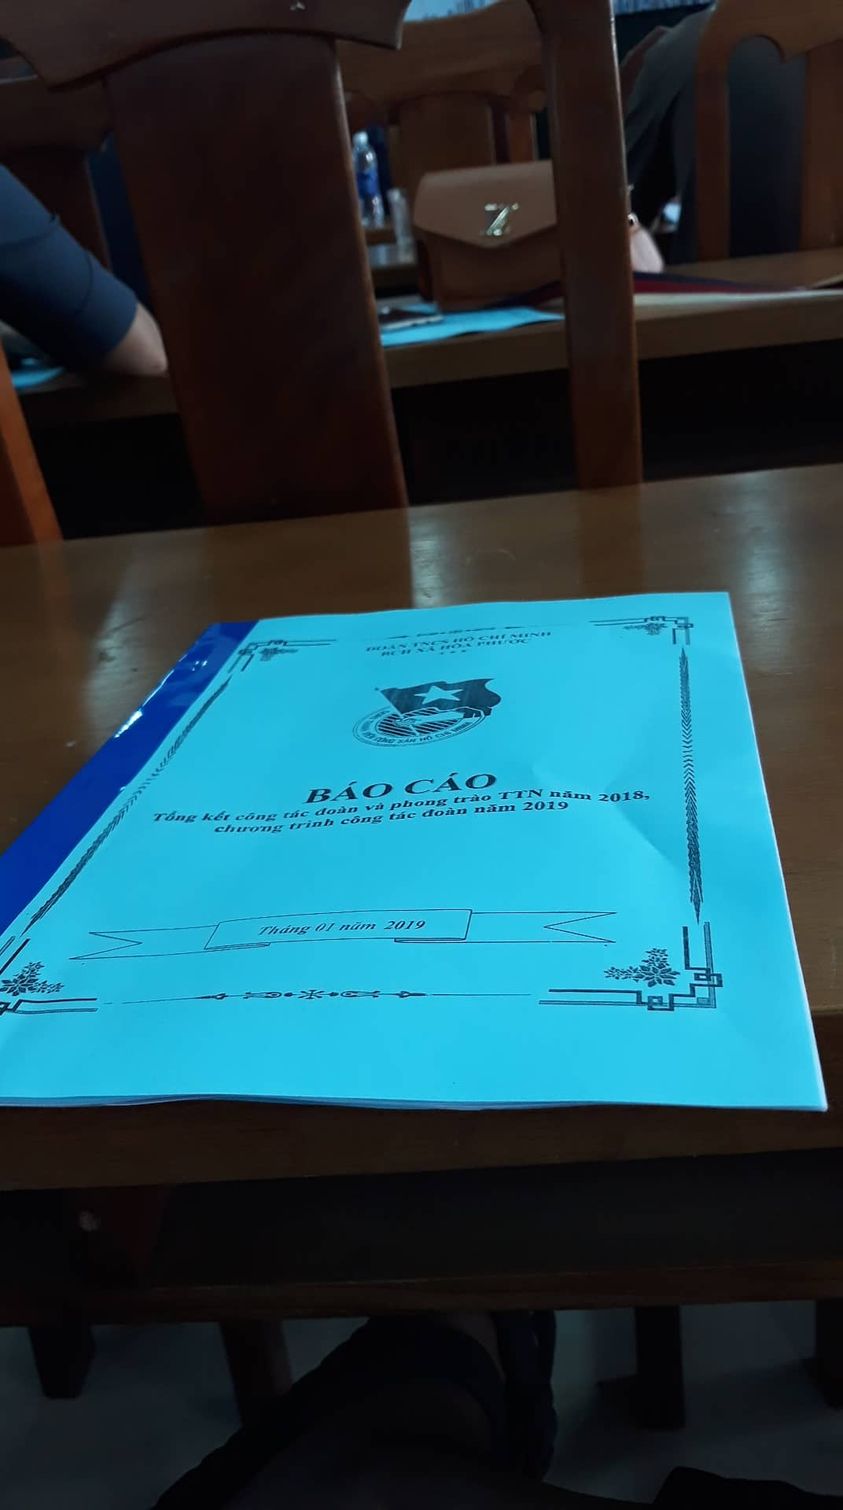 ĐOÀN TNCS HỒ CHÍ MINH
BCH XÃ HÒA PHƯỚC
* * *
BÁO CÁO
Tổng kết công tác đoàn và phong trào TTN năm 2018,
chương trình công tác đoàn năm 2019
Tháng 01 năm 2019